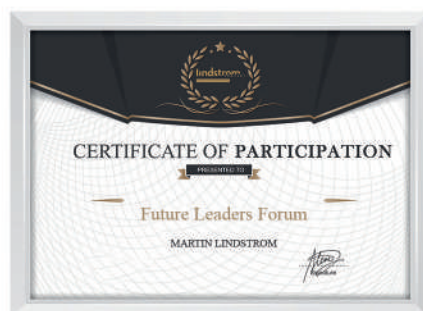 lindstrom
CERTIFICATE OF PARTICIPATION
PRESENTED TO
Future Leaders Forum
MARTIN LINDSTROM